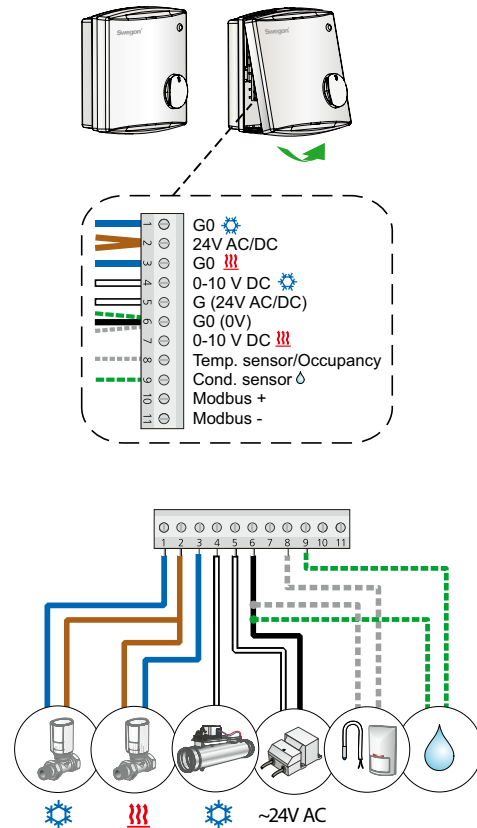 Swegon
Swegon
1 G0
2 24V AC/DC
3 G0
4 0-10 V DC
5 G (24V AC/DC)
6 G0 (0V)
7 0-10 V DC
8 Temp. sensor/Occupancy
9 Cond. sensor
10 Modbus +
11 Modbus -
1 2 3 4 5 6 7 8 9 10 11
~24V AC